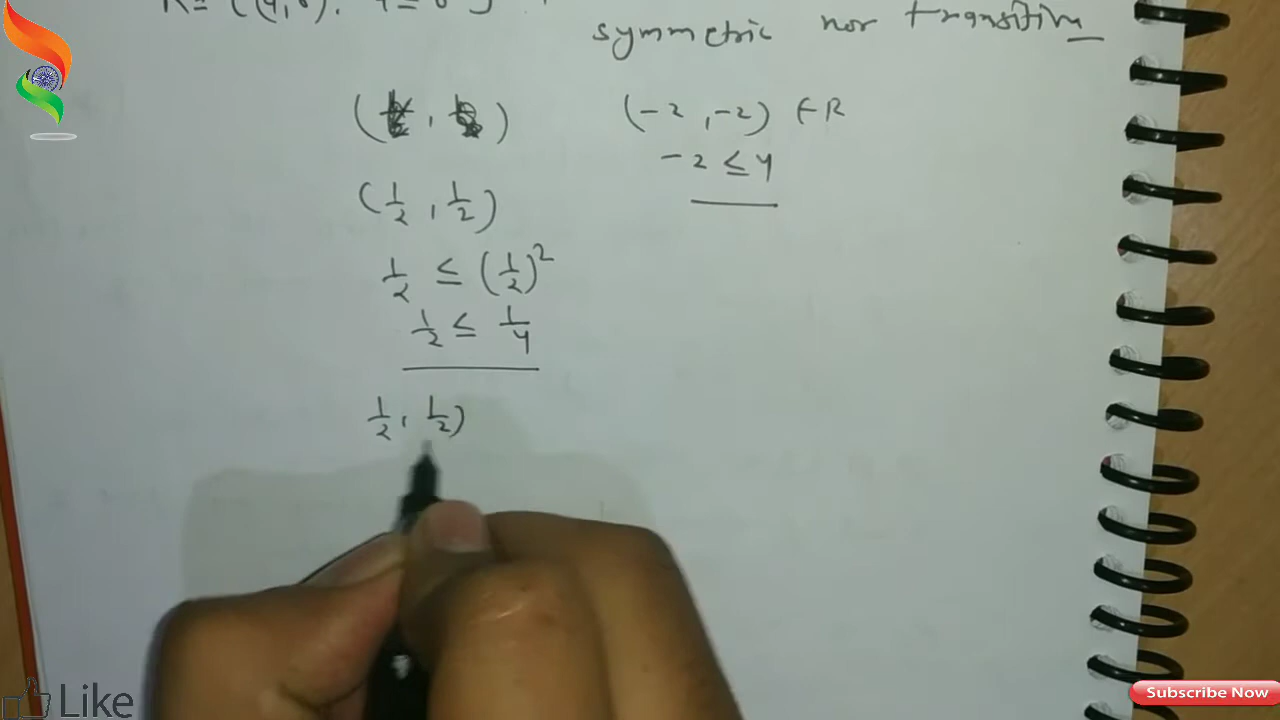 symmetric nor transitive
(-2, -2) ∈ R
-2 ≤ 4
(1/2, 1/2)
1/2 ≤ (1/2)²
1/2 ≤ 1/4
1/2, 1/2)
Like
Subscribe Now